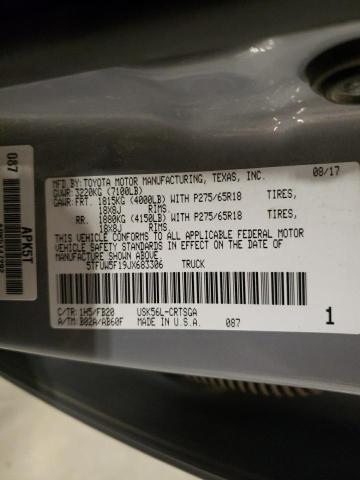 MFD.BY: TOYOTA MOTOR MANUFACTURING, TEXAS, INC. 08/17
GVWR: 3220KG (7100LB)
GAWR: FRT. 1815KG (4000LB) WITH P275/65R18 TIRES,
18X8J RIMS
RR. 1880KG (4150LB) WITH P275/65R18 TIRES,
18X8J RIMS
THIS VEHICLE CONFORMS TO ALL APPLICABLE FEDERAL MOTOR
VEHICLE SAFETY STANDARDS IN EFFECT ON THE DATE OF
MANUFACTURE SHOWN ABOVE.
5TFUW5F19JX683306 TRUCK
C/TR: 1H5/FB20 USK56L-CRTSGA
A/TM: B02A/AB60F MADE IN U.S.A. 087 1
087
APK5T